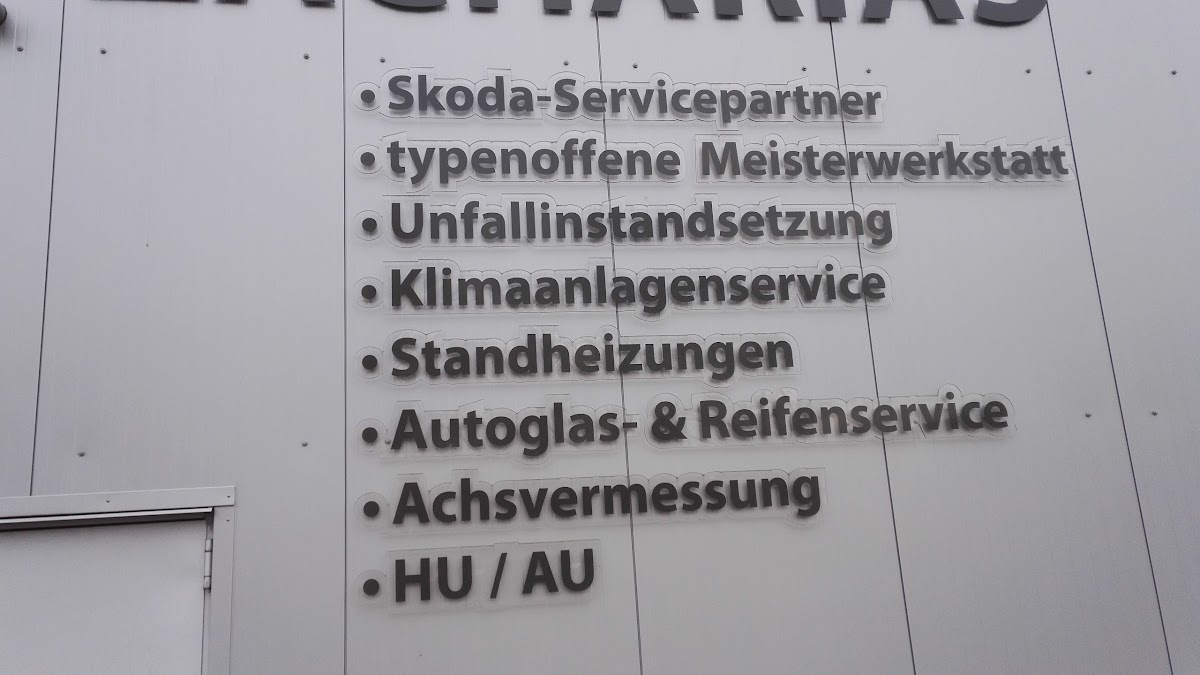 • Skoda-Servicepartner
• typenoffene Meisterwerkstatt
• Unfallinstandsetzung
• Klimaanlagenservice
• Standheizungen
• Autoglas- & Reifenservice
• Achsvermessung
• HU / AU